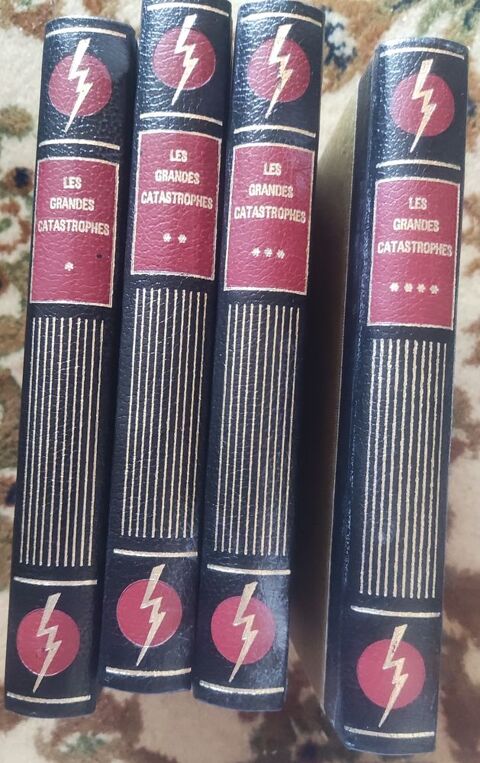 LES
GRANDES
CATASTROPHES
*
LES
GRANDES
CATASTROPHES
**
LES
GRANDES
CATASTROPHES
***
LES
GRANDES
CATASTROPHES
****